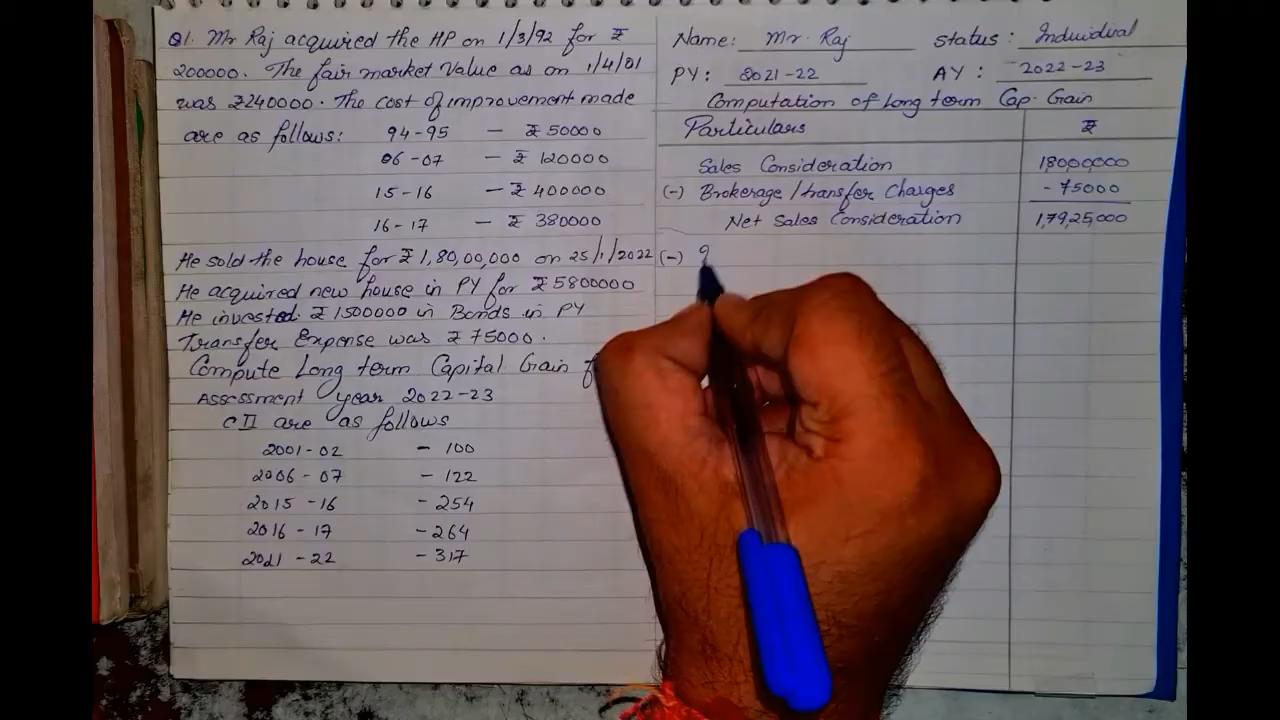 Q1. Mr Raj acquired the HP on 1/3/92 for ₹
200000. The fair market value as on 1/4/01
was ₹240000. The cost of improvement made
are as follows: 94-95 - ₹50000
06-07 - ₹120000
15-16 - ₹400000
16-17 - ₹380000
He sold the house for ₹1,80,00,000 on 25/1/2022
He acquired new house in PY for ₹5800000
He invested ₹1500000 in Bonds in PY
Transfer Expense was ₹75000.
Compute Long term Capital Gain
Assessment year 2022-23
CII are as follows
2001-02 - 100
2006-07 - 122
2015-16 - 254
2016-17 - 264
2021-22 - 317
Name: Mr. Raj Status: Individual
PY: 2021-22 AY: 2022-23
Computation of Long term Cap. Gain
Particulars ₹
Sales Consideration 18000000
(-) Brokerage/transfer Charges - 75000
Net Sales Consideration 1,79,25,000
(-)